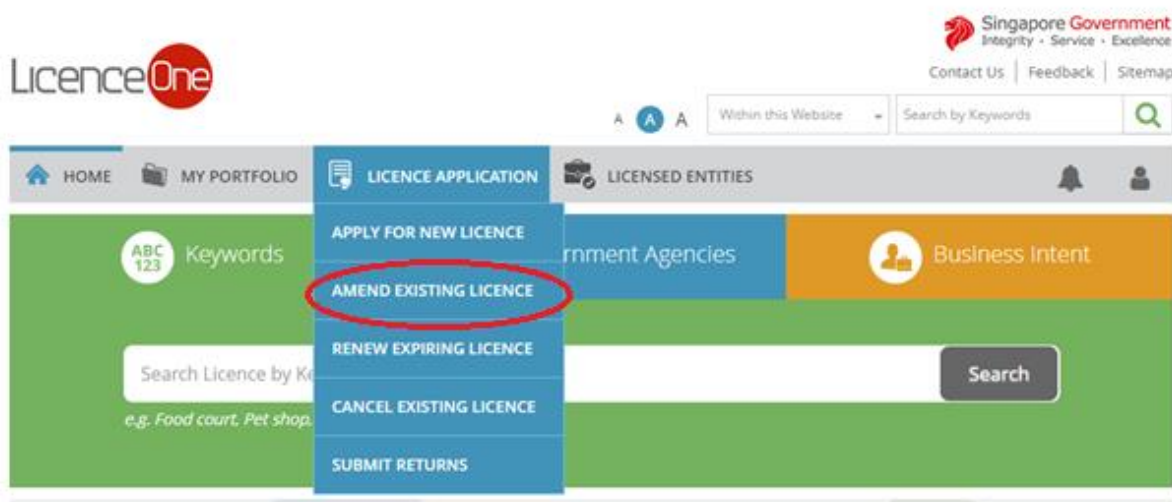 Singapore Government
Integrity · Service · Excellence
LicenceOne
Contact Us | Feedback | Sitemap
A A A
Within this Website
Search by Keywords
HOME
MY PORTFOLIO
LICENCE APPLICATION
LICENSED ENTITIES
APPLY FOR NEW LICENCE
AMEND EXISTING LICENCE
RENEW EXPIRING LICENCE
CANCEL EXISTING LICENCE
SUBMIT RETURNS
ABC
123
Keywords
rnment Agencies
Business Intent
Search Licence by Ke
Search
e.g. Food court, Pet shop,